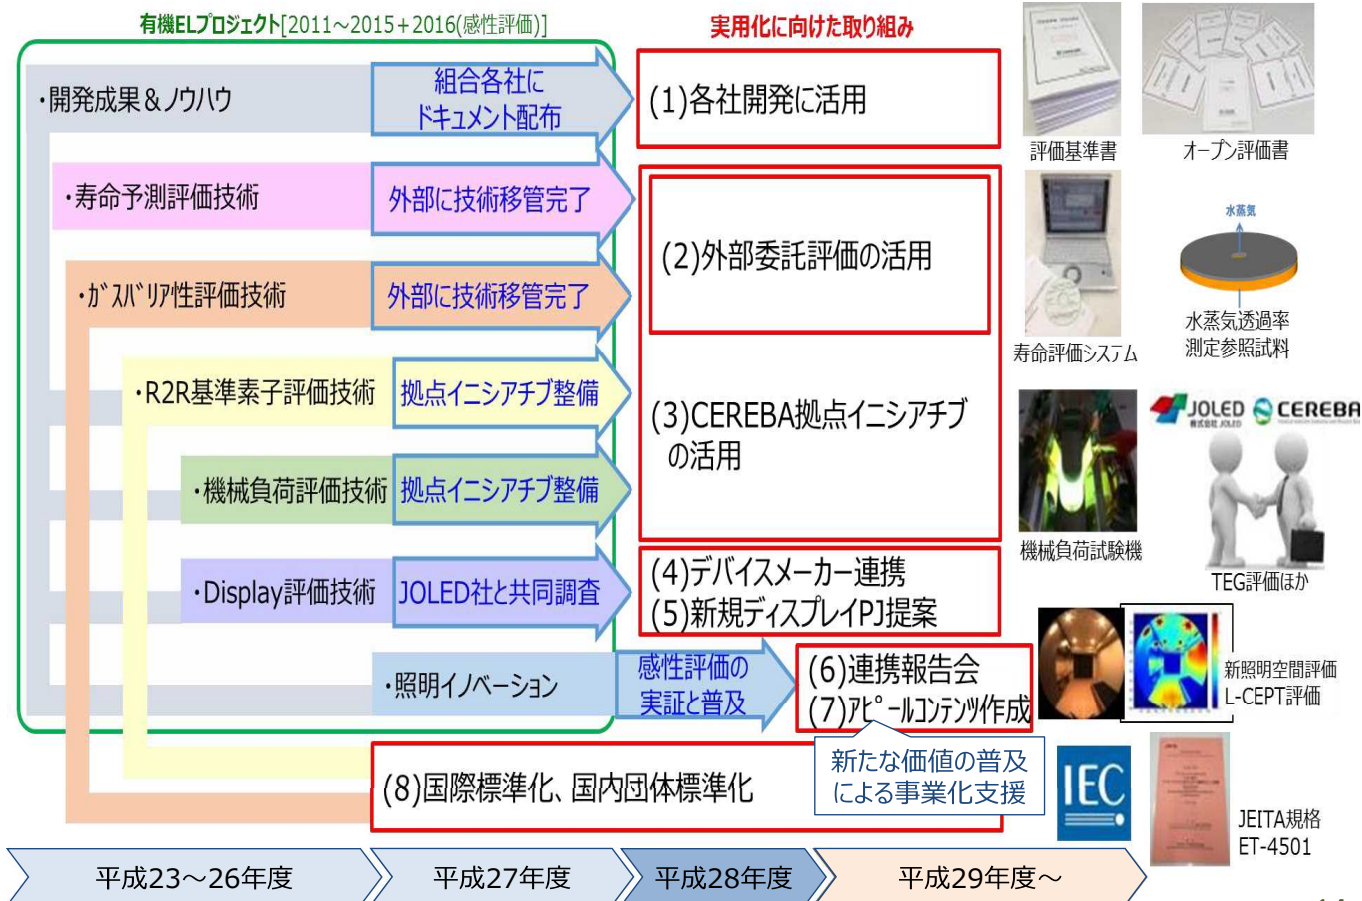 有機ELプロジェクト[2011～2015＋2016(感性評価)]
実用化に向けた取り組み
・開発成果＆ノウハウ
組合各社に
ドキュメント配布
(1)各社開発に活用
評価基準書
オープン評価書
・寿命予測評価技術
外部に技術移管完了
(2)外部委託評価の活用
・ｶﾞｽﾊﾞﾘｱ性評価技術
外部に技術移管完了
寿命評価システム
水蒸気
水蒸気透過率
測定参照試料
・R2R基準素子評価技術
拠点イニシアチブ整備
(3)CEREBA拠点イニシアチブ
の活用
・機械負荷評価技術
拠点イニシアチブ整備
機械負荷試験機
JOLED
株式会社 JOLED
CEREBA
TEG評価ほか
・Display評価技術
JOLED社と共同調査
(4)デバイスメーカー連携
(5)新規ディスプレイPJ提案
・照明イノベーション
感性評価の
実証と普及
(6)連携報告会
(7)ｱﾋﾟｰﾙｺﾝﾃﾝﾂ作成
新照明空間評価
L-CEPT評価
新たな価値の普及
による事業化支援
(8)国際標準化、国内団体標準化
IEC
JEITA規格
ET-4501
平成23～26年度
平成27年度
平成28年度
平成29年度～